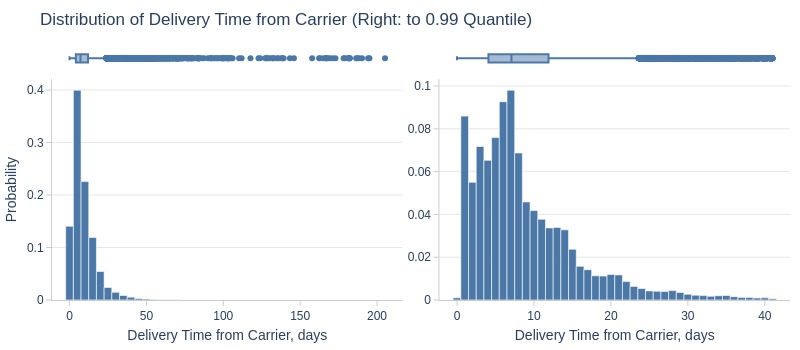 Distribution of Delivery Time from Carrier (Right: to 0.99 Quantile)
Probability
0.4
0.3
0.2
0.1
0
0 50 100 150 200
Delivery Time from Carrier, days
0.1
0.08
0.06
0.04
0.02
0
0 10 20 30 40
Delivery Time from Carrier, days